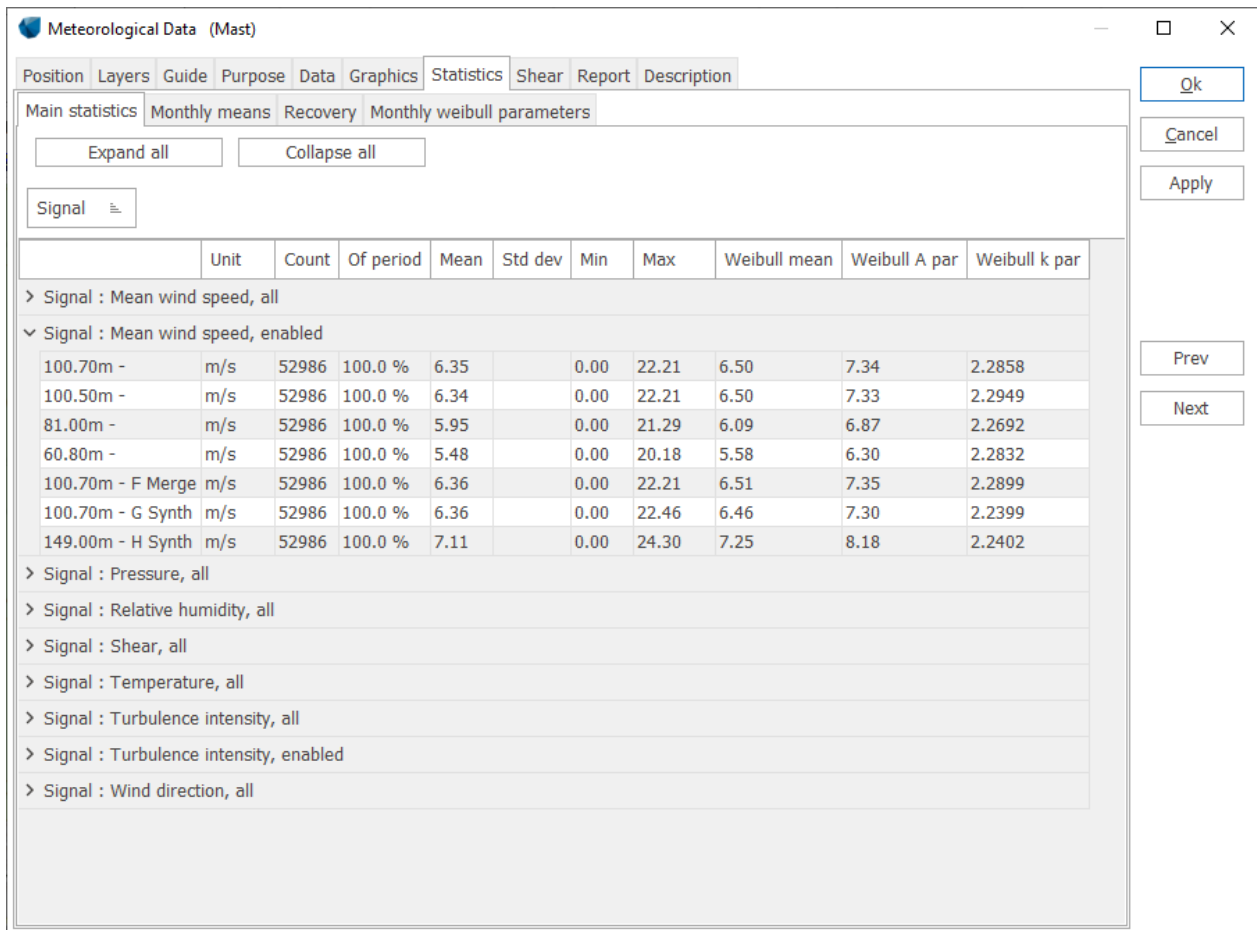 Meteorological Data (Mast)
Position Layers Guide Purpose Data Graphics Statistics Shear Report Description
Ok
Main statistics Monthly means Recovery Monthly weibull parameters
Cancel
Expand all Collapse all
Apply
Signal
Unit Count Of period Mean Std dev Min Max Weibull mean Weibull A par Weibull k par
Signal : Mean wind speed, all
Signal : Mean wind speed, enabled
100.70m - m/s 52986 100.0 % 6.35 0.00 22.21 6.50 7.34 2.2858
Prev
100.50m - m/s 52986 100.0 % 6.34 0.00 22.21 6.50 7.33 2.2949
81.00m - m/s 52986 100.0 % 5.95 0.00 21.29 6.09 6.87 2.2692
Next
60.80m - m/s 52986 100.0 % 5.48 0.00 20.18 5.58 6.30 2.2832
100.70m - F Merge m/s 52986 100.0 % 6.36 0.00 22.21 6.51 7.35 2.2899
100.70m - G Synth m/s 52986 100.0 % 6.36 0.00 22.46 6.46 7.30 2.2399
149.00m - H Synth m/s 52986 100.0 % 7.11 0.00 24.30 7.25 8.18 2.2402
Signal : Pressure, all
Signal : Relative humidity, all
Signal : Shear, all
Signal : Temperature, all
Signal : Turbulence intensity, all
Signal : Turbulence intensity, enabled
Signal : Wind direction, all